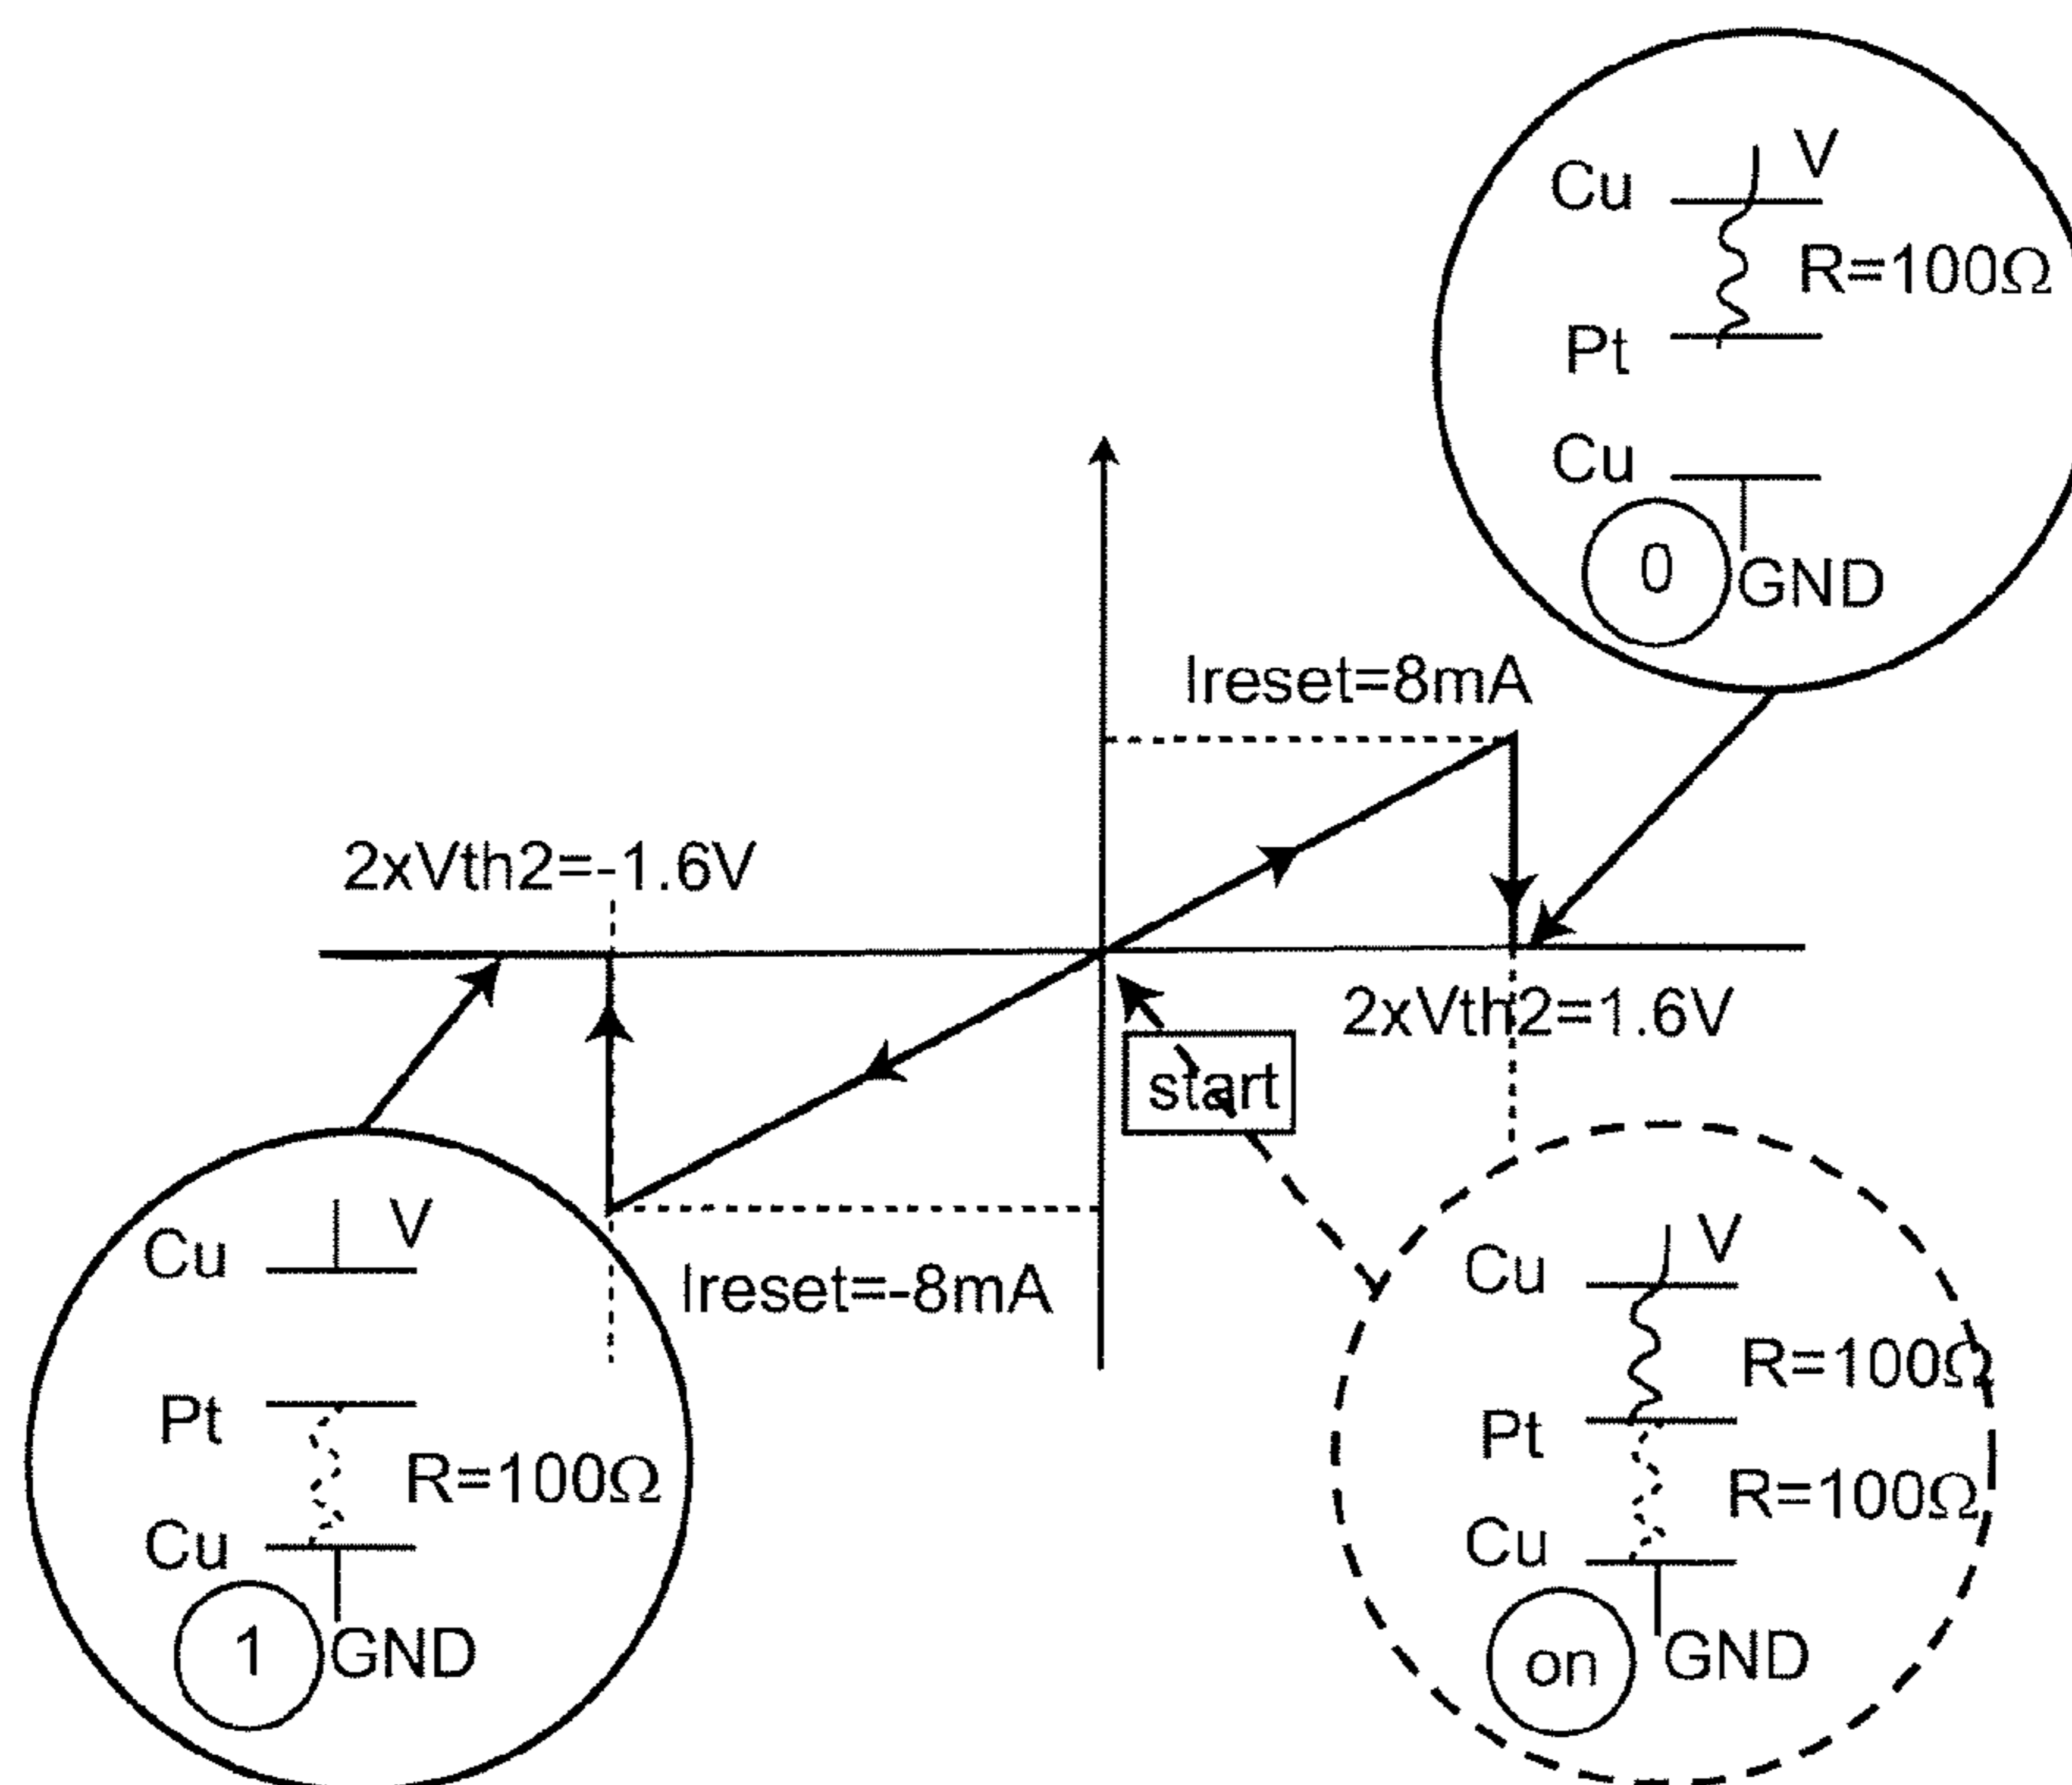 V
Cu
R=100Ω
Pt
Cu
0
GND
Ireset=8mA
2xVth2=-1.6V
2xVth2=1.6V
start
Ireset=-8mA
Cu
V
Pt
R=100Ω
Cu
1
GND
Cu
V
R=100Ω
Pt
R=100Ω
Cu
on
GND